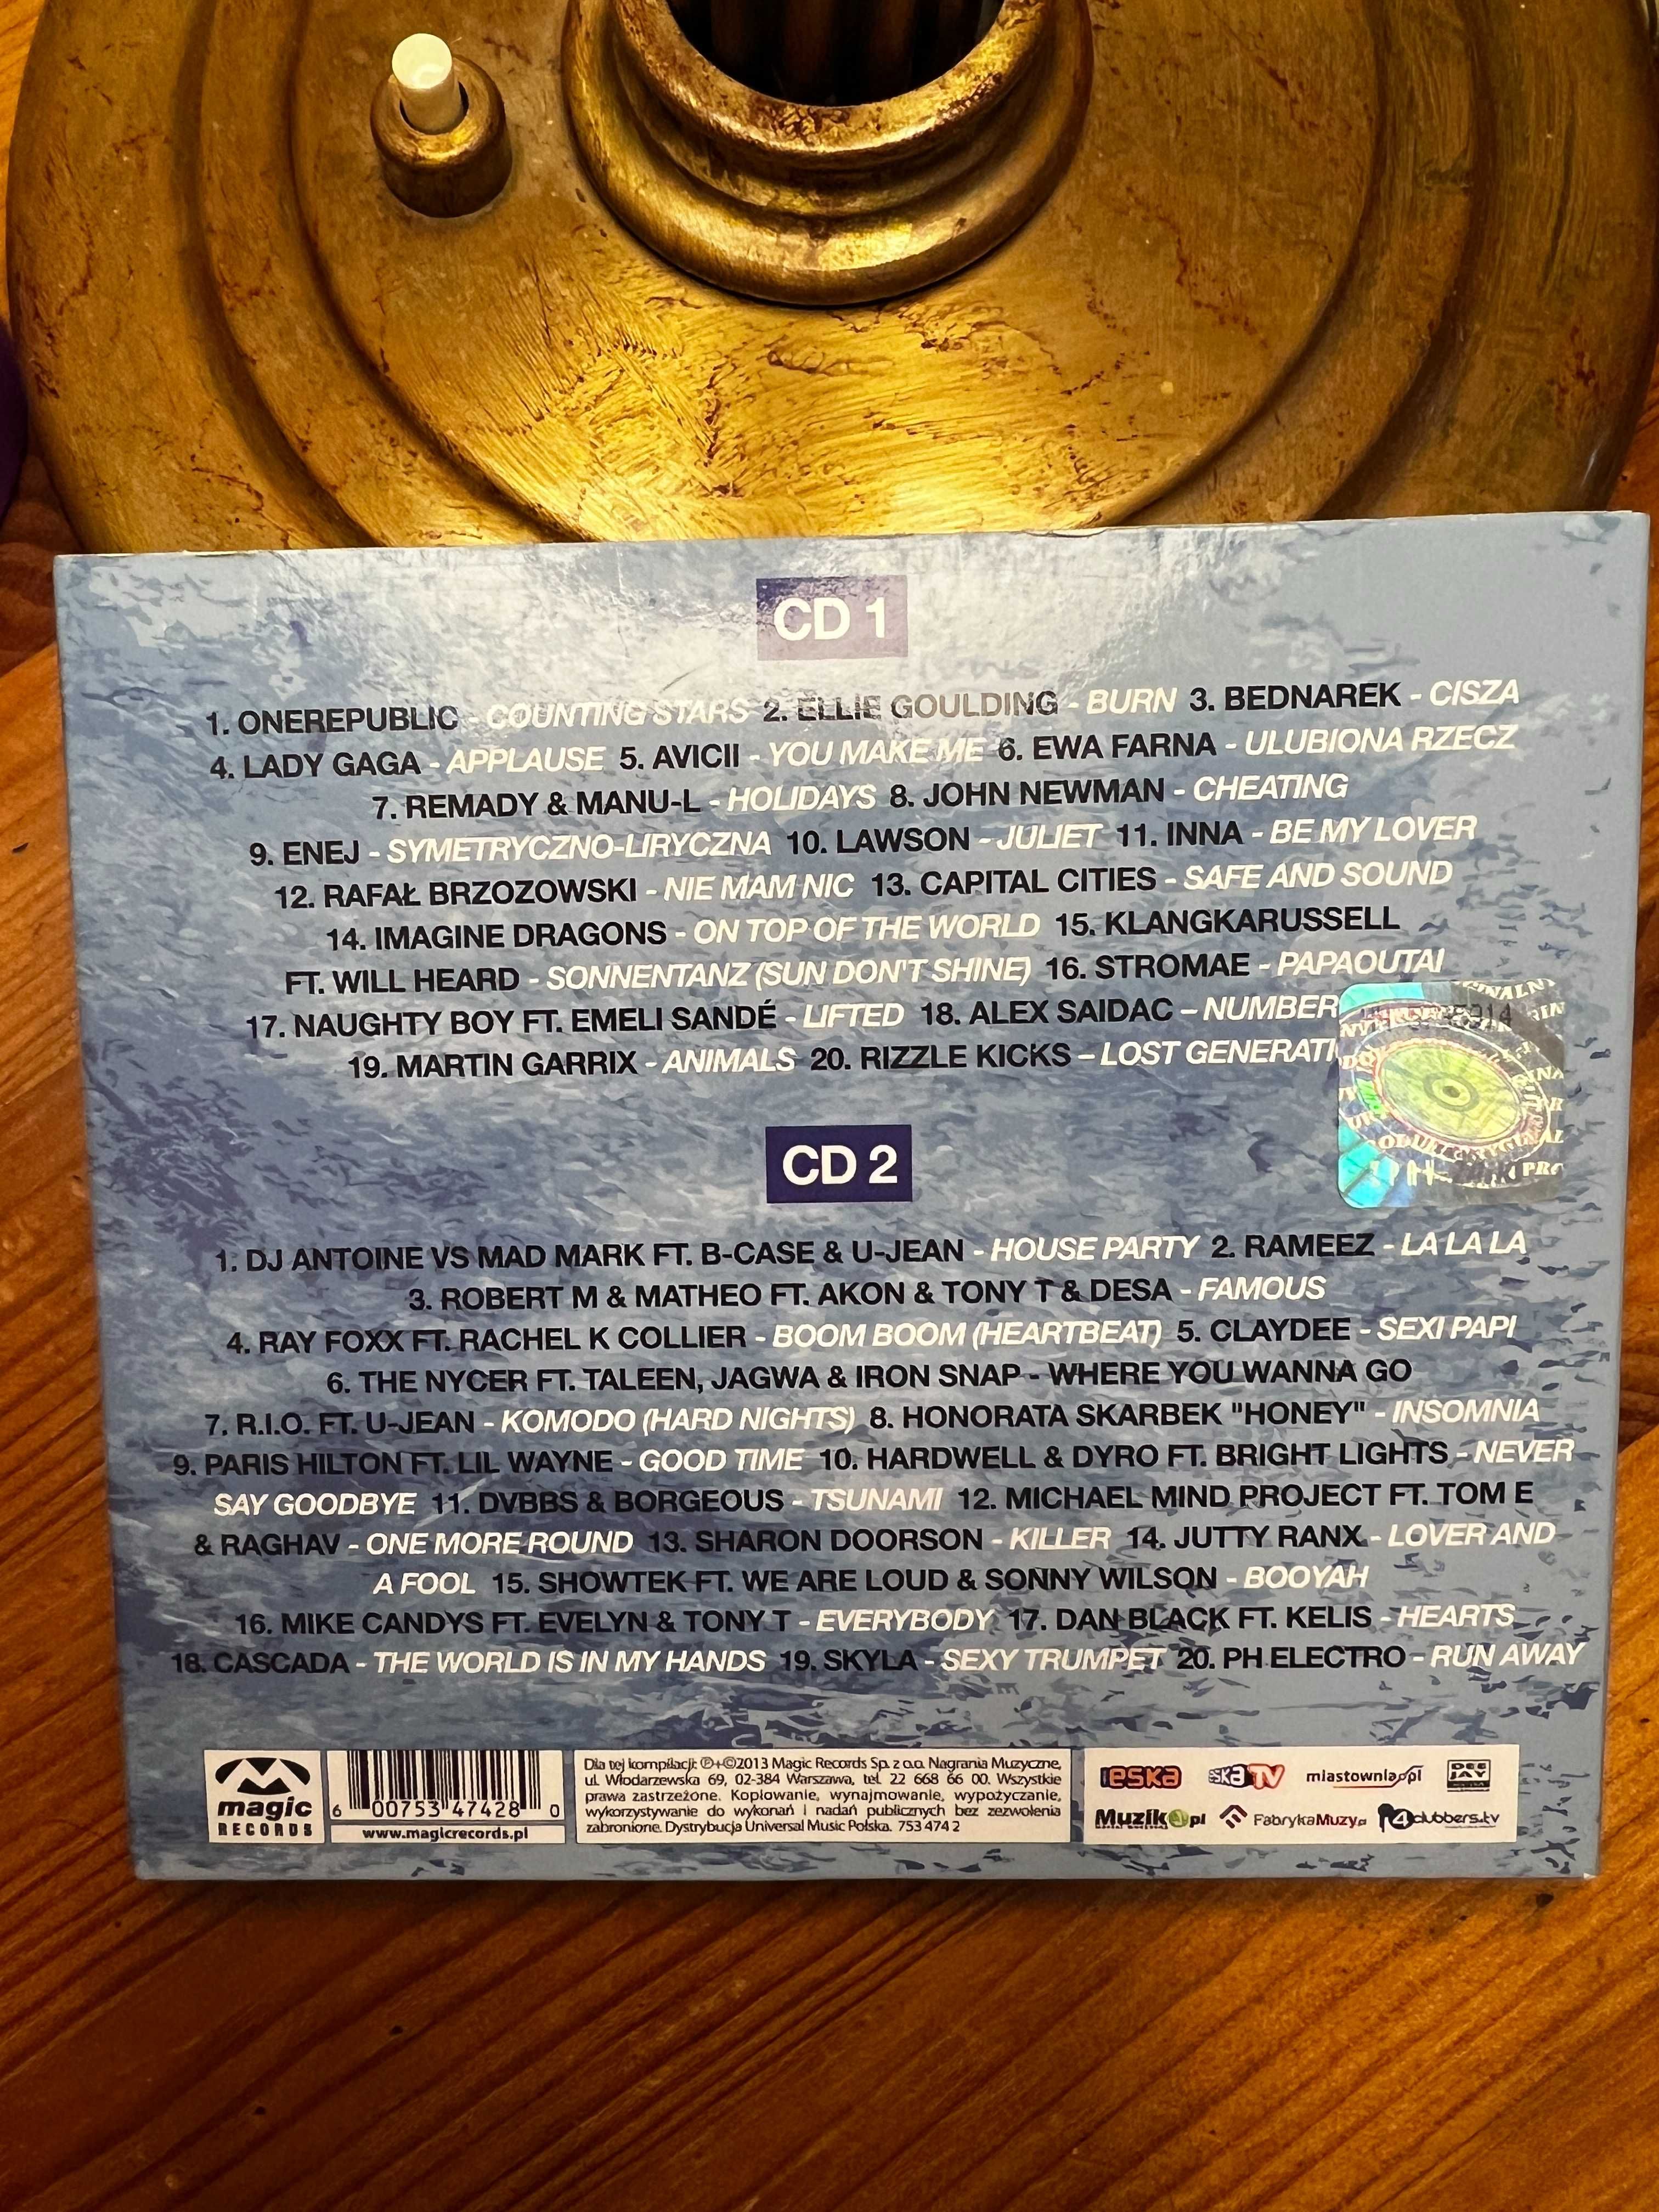 CD 1
1. ONEREPUBLIC - COUNTING STARS 2. ELLIE GOULDING - BURN 3. BEDNAREK - CISZA
4. LADY GAGA - APPLAUSE 5. AVICII - YOU MAKE ME 6. EWA FARNA - ULUBIONA RZECZ
7. REMADY & MANU-L - HOLIDAYS 8. JOHN NEWMAN - CHEATING
9. ENEJ - SYMETRYCZNO-LIRYCZNA 10. LAWSON - JULIET 11. INNA - BE MY LOVER
12. RAFAŁ BRZOZOWSKI - NIE MAM NIC 13. CAPITAL CITIES - SAFE AND SOUND
14. IMAGINE DRAGONS - ON TOP OF THE WORLD 15. KLANGKARUSSELL
FT. WILL HEARD - SONNENTANZ (SUN DON'T SHINE) 16. STROMAE - PAPAOUTAI
17. NAUGHTY BOY FT. EMELI SANDÉ - LIFTED 18. ALEX SAIDAC – NUMBER
19. MARTIN GARRIX - ANIMALS 20. RIZZLE KICKS – LOST GENERATI
CD 2
1. DJ ANTOINE VS MAD MARK FT. B-CASE & U-JEAN - HOUSE PARTY 2. RAMEEZ - LA LA LA
3. ROBERT M & MATHEO FT. AKON & TONY T & DESA - FAMOUS
4. RAY FOXX FT. RACHEL K COLLIER - BOOM BOOM (HEARTBEAT) 5. CLAYDEE - SEXI PAPI
6. THE NYCER FT. TALEEN, JAGWA & IRON SNAP - WHERE YOU WANNA GO
7. R.I.O. FT. U-JEAN - KOMODO (HARD NIGHTS) 8. HONORATA SKARBEK "HONEY" - INSOMNIA
9. PARIS HILTON FT. LIL WAYNE - GOOD TIME 10. HARDWELL & DYRO FT. BRIGHT LIGHTS - NEVER
SAY GOODBYE 11. DVBBS & BORGEOUS - TSUNAMI 12. MICHAEL MIND PROJECT FT. TOM E
& RAGHAV - ONE MORE ROUND 13. SHARON DOORSON - KILLER 14. JUTTY RANX - LOVER AND
A FOOL 15. SHOWTEK FT. WE ARE LOUD & SONNY WILSON - BOOYAH
16. MIKE CANDYS FT. EVELYN & TONY T - EVERYBODY 17. DAN BLACK FT. KELIS - HEARTS
18. CASCADA - THE WORLD IS IN MY HANDS 19. SKYLA - SEXY TRUMPET 20. PH ELECTRO – RUN AWAY
magic
RECORDS
6 00753 47428 0
www.magicrecords.pl
Dla tej kompilacji: ℗+©2013 Magic Records Sp. z o.o. Nagrania Muzyczne,
ul. Włodarzewska 69, 02-384 Warszawa, tel. 22 668 66 00. Wszystkie
prawa zastrzeżone. Kopiowanie, wynajmowanie, wypożyczanie,
wykorzystywanie do wykonań i nadań publicznych bez zezwolenia
zabronione. Dystrybucja Universal Music Polska. 753 474 2
eska
ESKA TV
miastownia.pl
DEEJAY
Muzik.pl
FabrykaMuzy.pl
4clubbers.tv